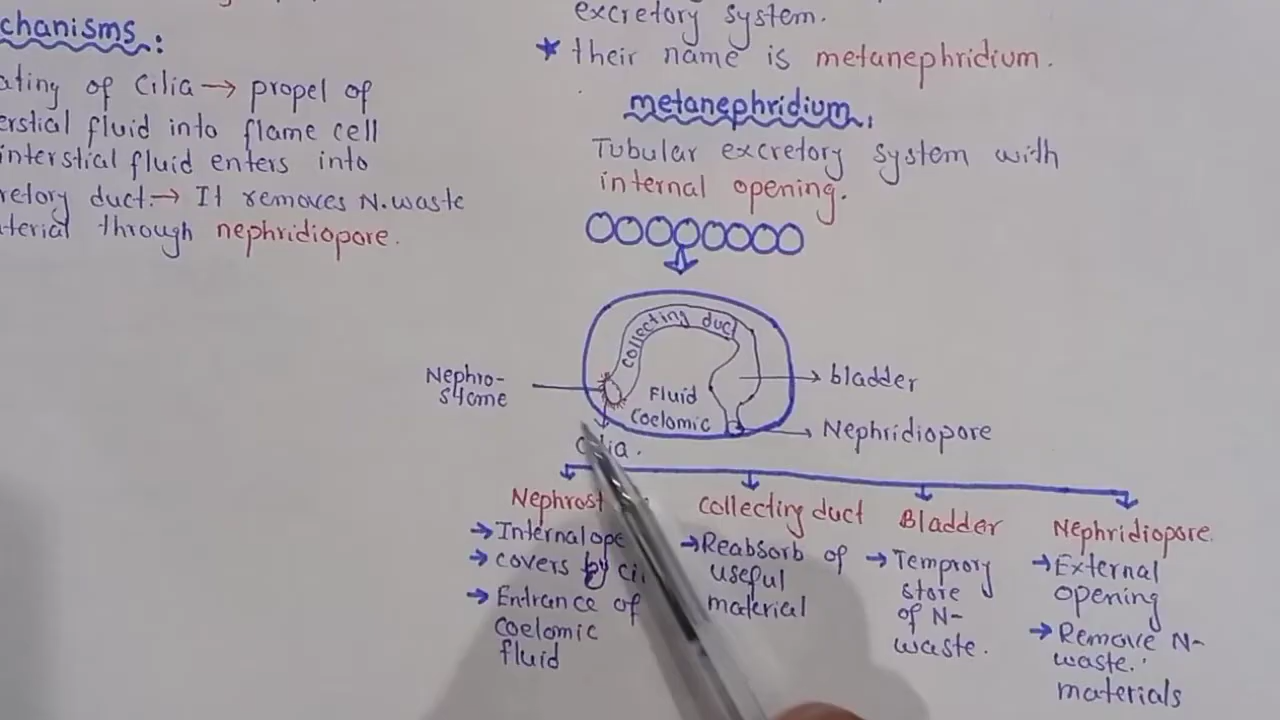 chanisms:
ating of Cilia→ propel of
erstial fluid into flame cell
interstial fluid enters into
retory duct.→ It removes N.waste
terial through nephridiopore.
excretory system.
★ their name is metanephridium.
metanephridium.
Tubular excretory system with
internal opening.
Collecting duct
Nephro-
stome
Fluid
Coelomic
bladder
Nephridiopore
Cilia.
Nephrost
→Internal ope
→ covers by ci
→ Entrance of
coelomic
fluid
Collecting duct
→Reabsorb of
useful
material
Bladder
→ Temprory
store
of N-
waste.
Nephridiopore.
→External
opening
→ Remove N-
waste.
materials